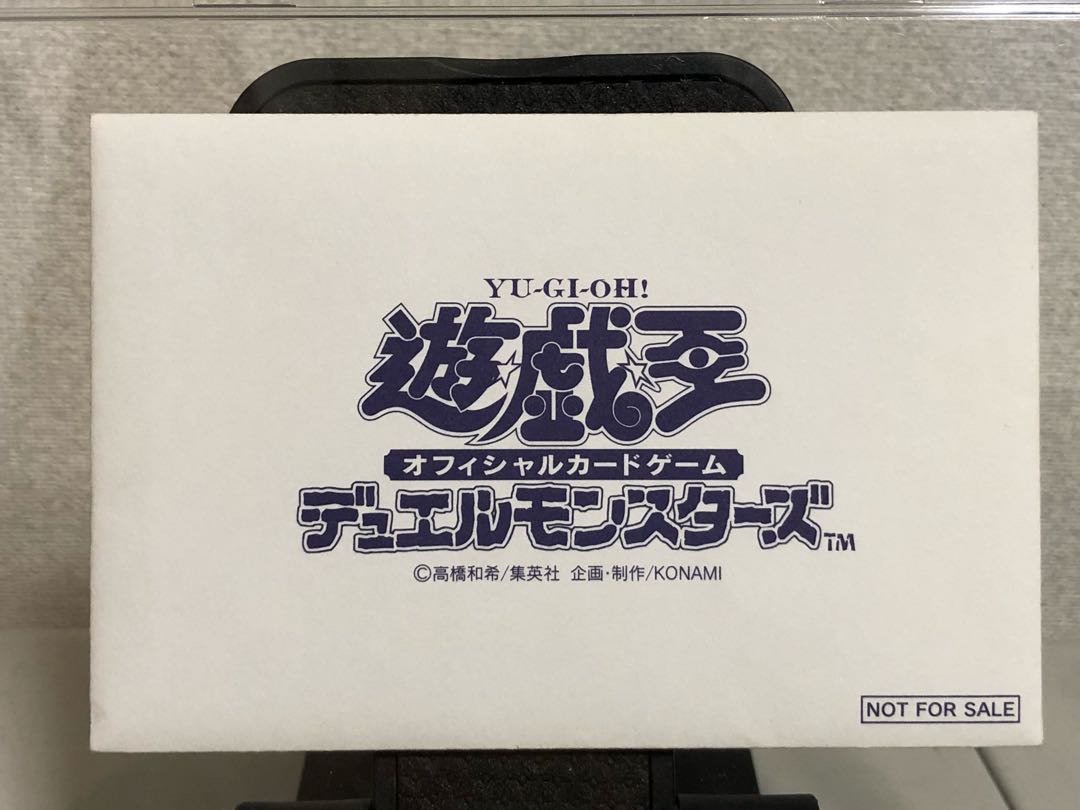 YU-GI-OH!
遊☆戯☆王
オフィシャルカードゲーム
デュエルモンスターズ™
©高橋和希/集英社 企画・制作/KONAMI
NOT FOR SALE